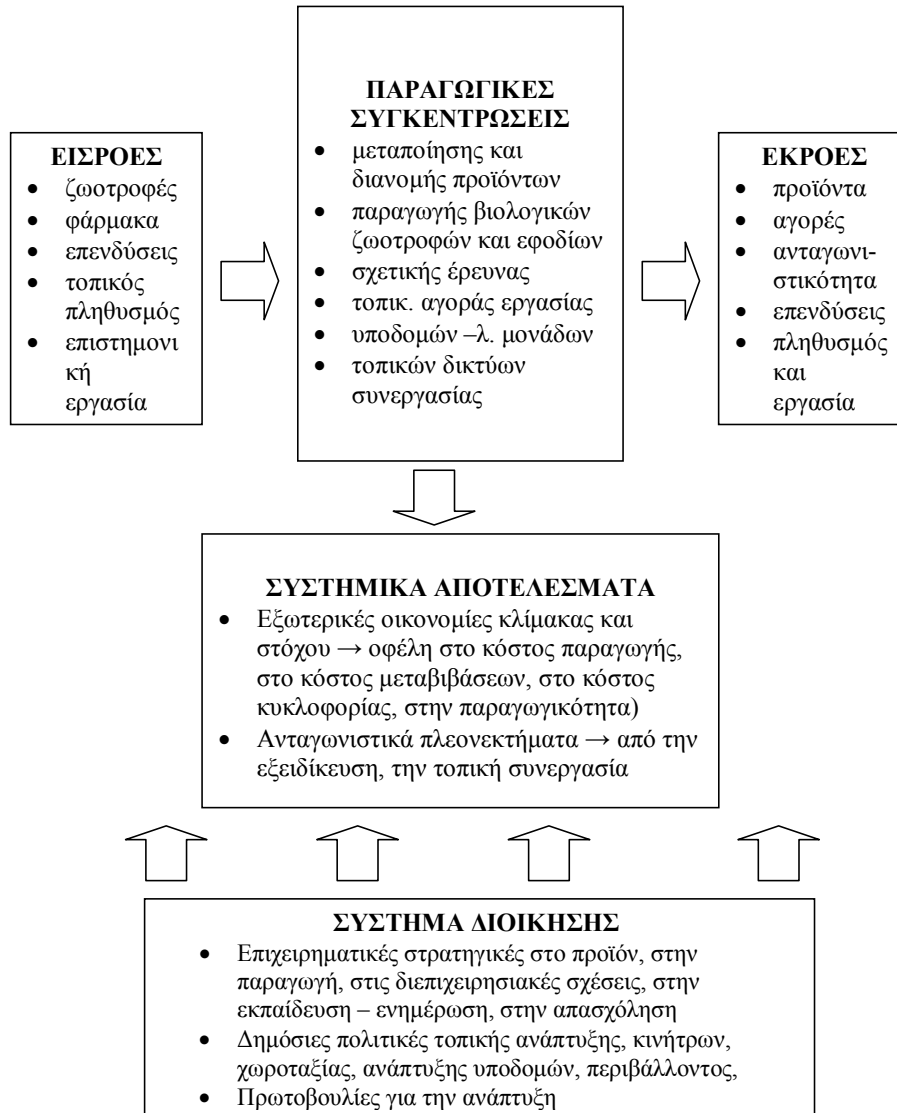 ΕΙΣΡΟΕΣ
• ζωοτροφές
• φάρμακα
• επενδύσεις
• τοπικός
πληθυσμός
• επιστημονι
κή
εργασία
ΠΑΡΑΓΩΓΙΚΕΣ
ΣΥΓΚΕΝΤΡΩΣΕΙΣ
• μεταποίησης και
διανομής προϊόντων
• παραγωγής βιολογικών
ζωοτροφών και εφοδίων
• σχετικής έρευνας
• τοπικ. αγοράς εργασίας
• υποδομών –λ. μονάδων
• τοπικών δικτύων
συνεργασίας
ΕΚΡΟΕΣ
• προϊόντα
• αγορές
• ανταγωνι-
στικότητα
• επενδύσεις
• πληθυσμός
και
εργασία
ΣΥΣΤΗΜΙΚΑ ΑΠΟΤΕΛΕΣΜΑΤΑ
• Εξωτερικές οικονομίες κλίμακας και
στόχου → οφέλη στο κόστος παραγωγής,
στο κόστος μεταβιβάσεων, στο κόστος
κυκλοφορίας, στην παραγωγικότητα)
• Ανταγωνιστικά πλεονεκτήματα → από την
εξειδίκευση, την τοπική συνεργασία
ΣΥΣΤΗΜΑ ΔΙΟΙΚΗΣΗΣ
• Επιχειρηματικές στρατηγικές στο προϊόν, στην
παραγωγή, στις διεπιχειρησιακές σχέσεις, στην
εκπαίδευση – ενημέρωση, στην απασχόληση
• Δημόσιες πολιτικές τοπικής ανάπτυξης, κινήτρων,
χωροταξίας, ανάπτυξης υποδομών, περιβάλλοντος,
• Πρωτοβουλίες για την ανάπτυξη